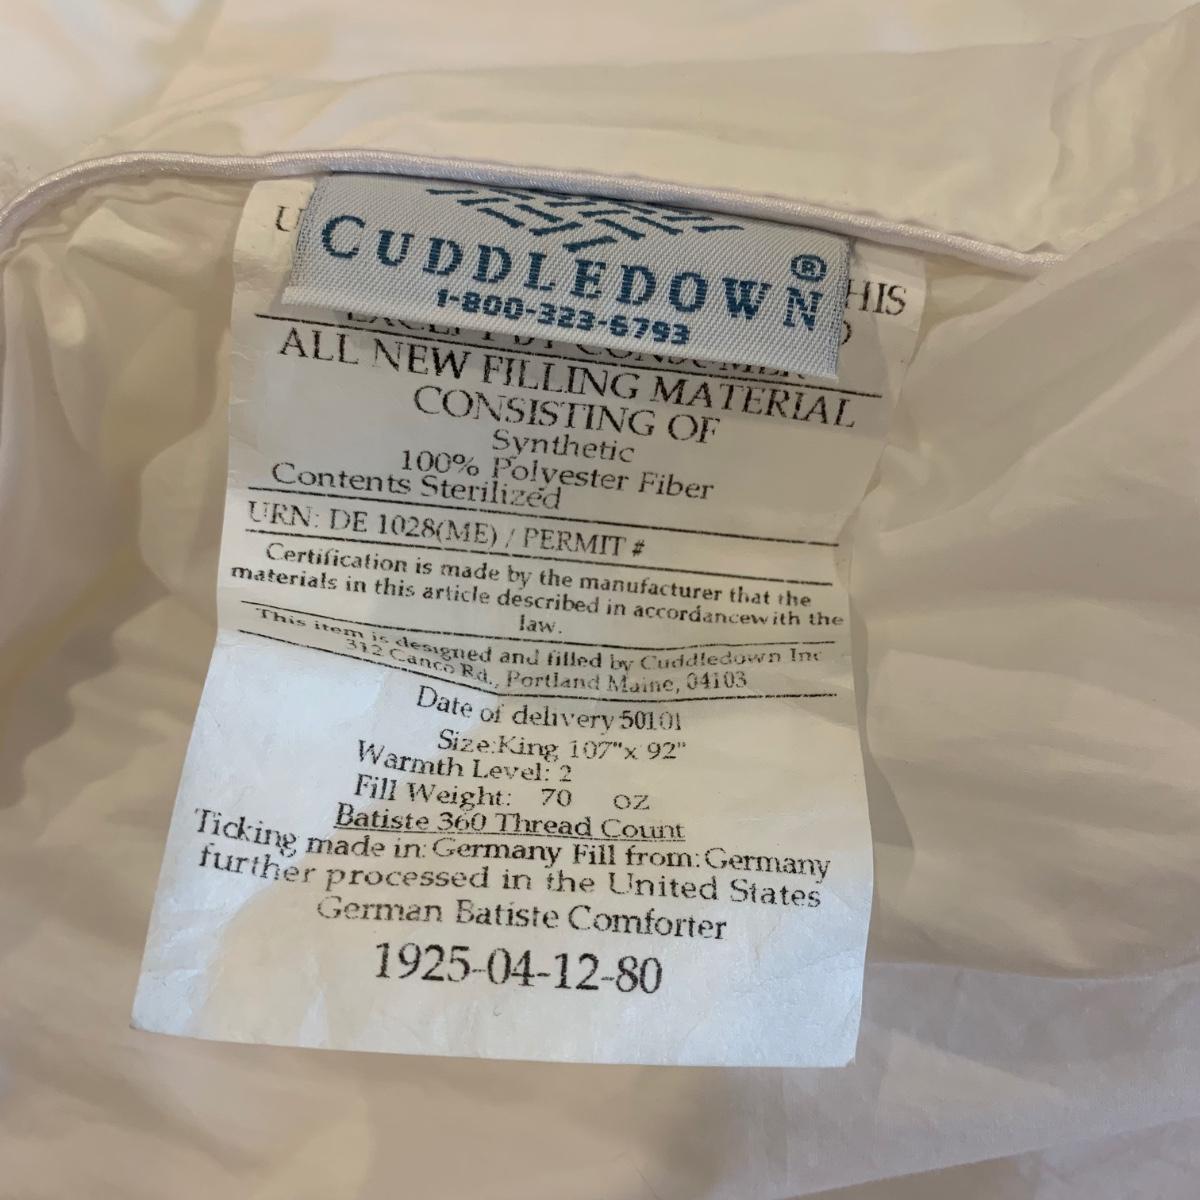 CUDDLEDOWN®
1-800-323-6793
HIS
EXCEPT BY CONSUMER
ALL NEW FILLING MATERIAL
CONSISTING OF
Synthetic
100% Polyester Fiber
Contents Sterilized
URN: DE 1028(ME) / PERMIT #
Certification is made by the manufacturer that the
materials in this article described in accordancewith the
law.
This item is designed and filled by Cuddledown Inc
312 Canco Rd., Portland Maine, 04103
Date of delivery 50101
Size:King 107"x 92"
Warmth Level: 2
Fill Weight: 70 OZ
Batiste 360 Thread Count
Ticking made in: Germany Fill from: Germany
further processed in the United States
German Batiste Comforter
1925-04-12-80